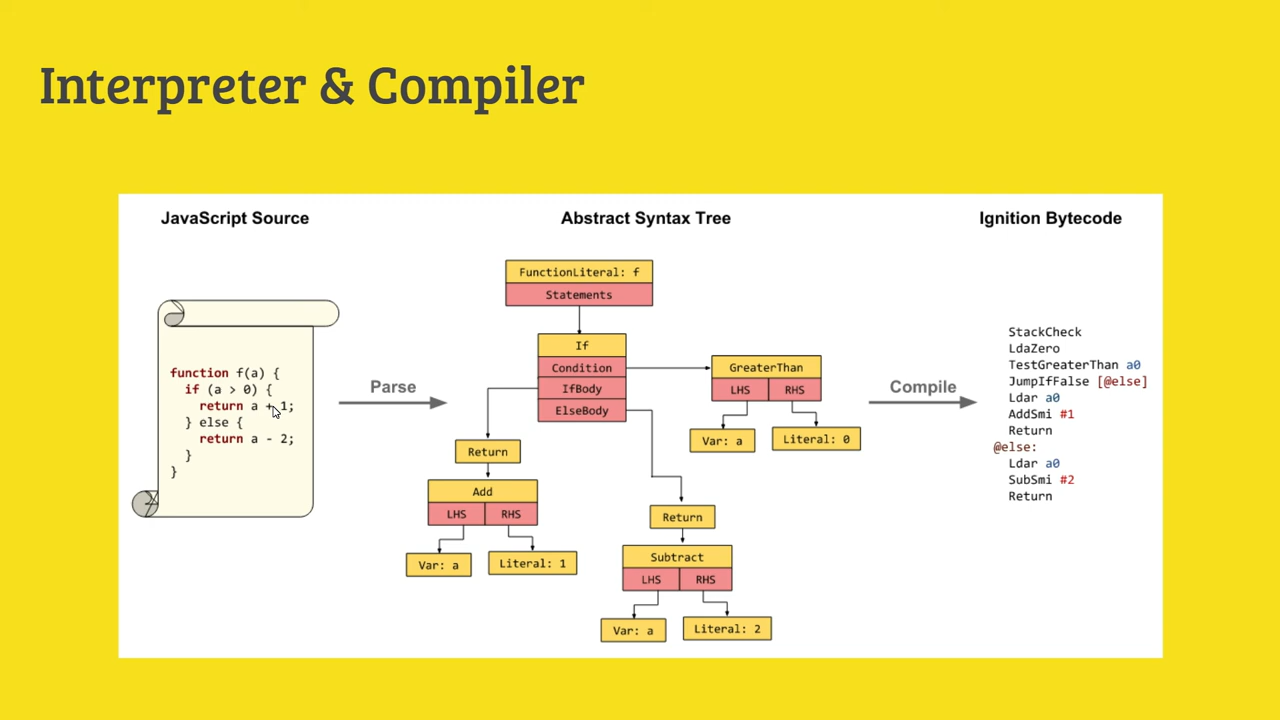 Interpreter & Compiler
JavaScript Source
Abstract Syntax Tree
Ignition Bytecode
function f(a) {
if (a > 0) {
return a + 1;
} else {
return a - 2;
}
}
Parse
FunctionLiteral: f
Statements
If
Condition
IfBody
ElseBody
GreaterThan
LHS RHS
Var: a
Literal: 0
Return
Add
LHS RHS
Var: a
Literal: 1
Return
Subtract
LHS RHS
Var: a
Literal: 2
Compile
StackCheck
LdaZero
TestGreaterThan a0
JumpIfFalse [@else]
Ldar a0
AddSmi #1
Return
@else:
Ldar a0
SubSmi #2
Return